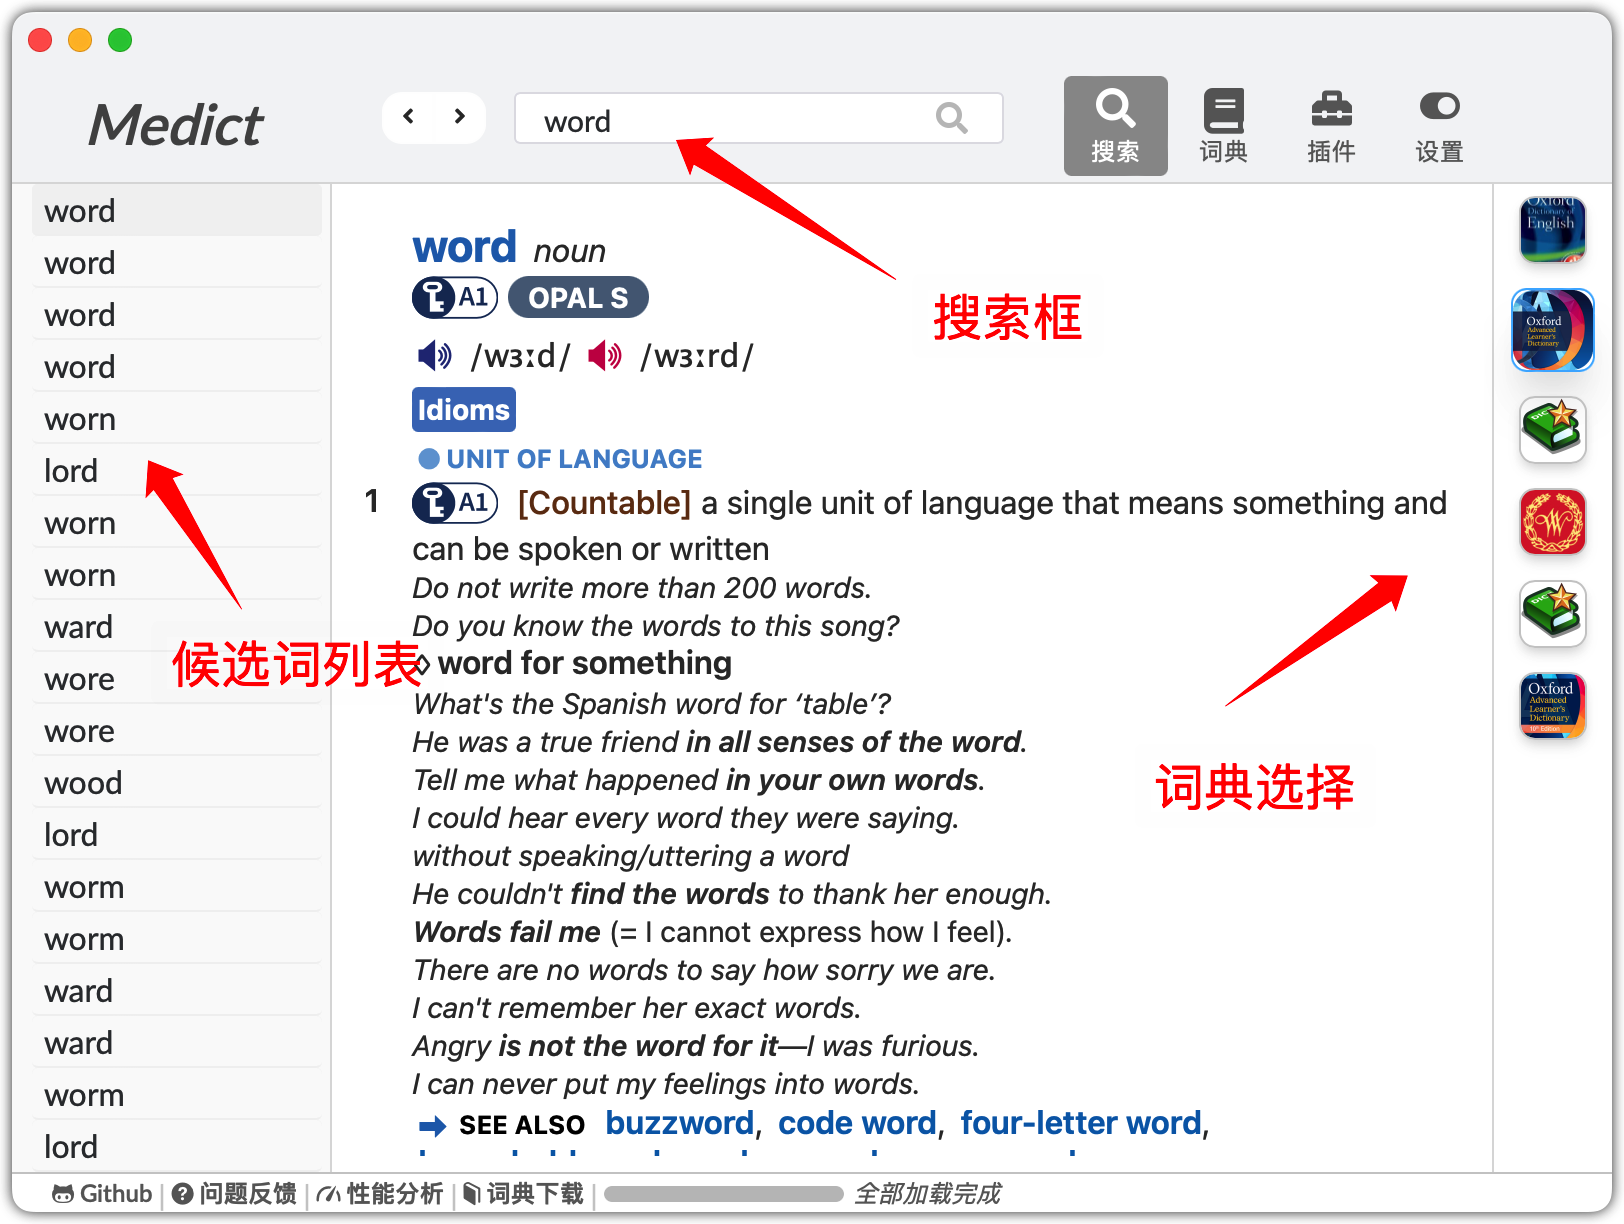 Medict
word
搜索
词典
插件
设置
word
word
word
word
worn
lord
worn
worn
ward
wore
wore
wood
lord
worm
worm
ward
ward
worm
lord
搜索框
候选词列表
词典选择
word noun
A1 OPAL S
/wɜːd/ /wɜːrd/
Idioms
UNIT OF LANGUAGE
1 A1 [Countable] a single unit of language that means something and
can be spoken or written
Do not write more than 200 words.
Do you know the words to this song?
◊ word for something
What's the Spanish word for ‘table’?
He was a true friend in all senses of the word.
Tell me what happened in your own words.
I could hear every word they were saying.
without speaking/uttering a word
He couldn't find the words to thank her enough.
Words fail me (= I cannot express how I feel).
There are no words to say how sorry we are.
I can't remember her exact words.
Angry is not the word for it—I was furious.
I can never put my feelings into words.
➡ SEE ALSO buzzword, code word, four-letter word,
Oxford
Dictionary of
English
Oxford
Advanced
Learner's
Dictionary
DIC
W
DIC
Oxford
Advanced
Learner's
Dictionary
10th Edition
Github | 问题反馈 | 性能分析 | 词典下载 | 全部加载完成